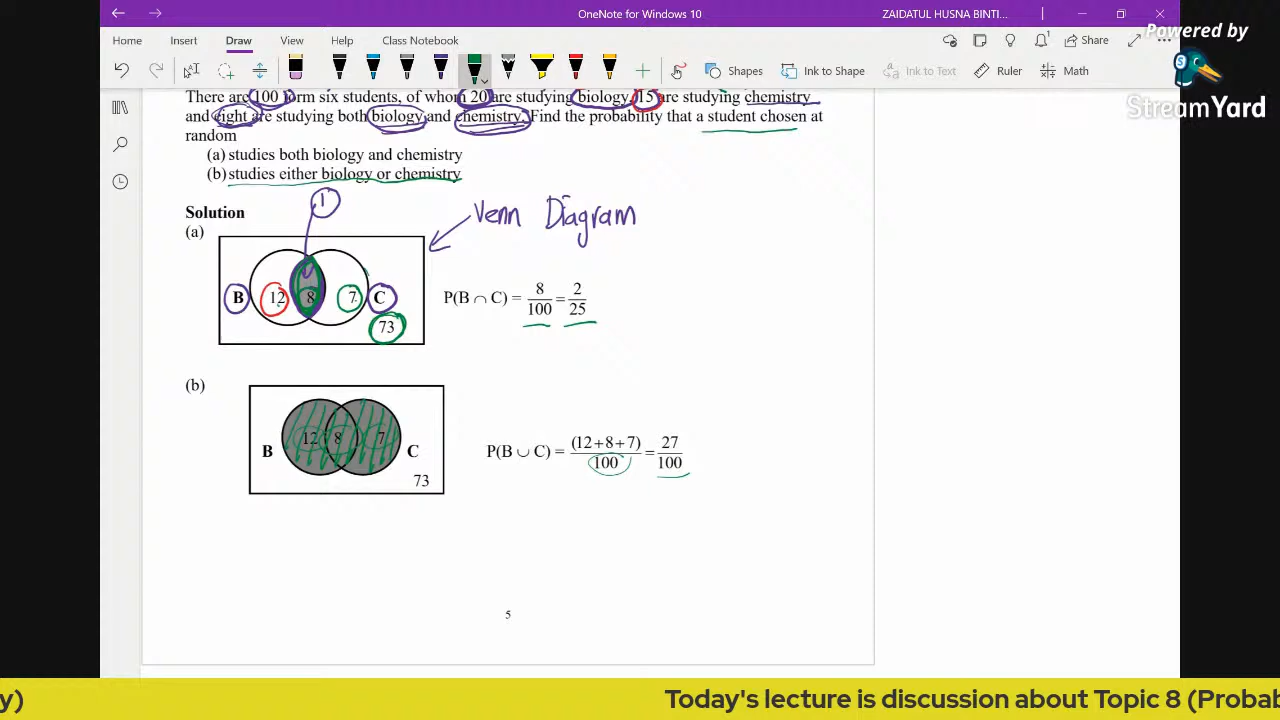 OneNote for Windows 10
ZAIDATUL HUSNA BINTI...
Powered by
StreamYard
Home Insert Draw View Help Class Notebook
Share
Shapes Ink to Shape Ink to Text Ruler Math
There are 100 form six students, of whom 20 are studying biology 15 are studying chemistry
and eight are studying both biology and chemistry. Find the probability that a student chosen at
random
(a) studies both biology and chemistry
(b) studies either biology or chemistry
1
Solution
Venn Diagram
(a)
B 12 8 7 C
73
P(B ∩ C) = 8/100 = 2/25
(b)
B 12 8 7 C
73
P(B ∪ C) = (12+8+7)/100 = 27/100
5
y)
Today's lecture is discussion about Topic 8 (Probab